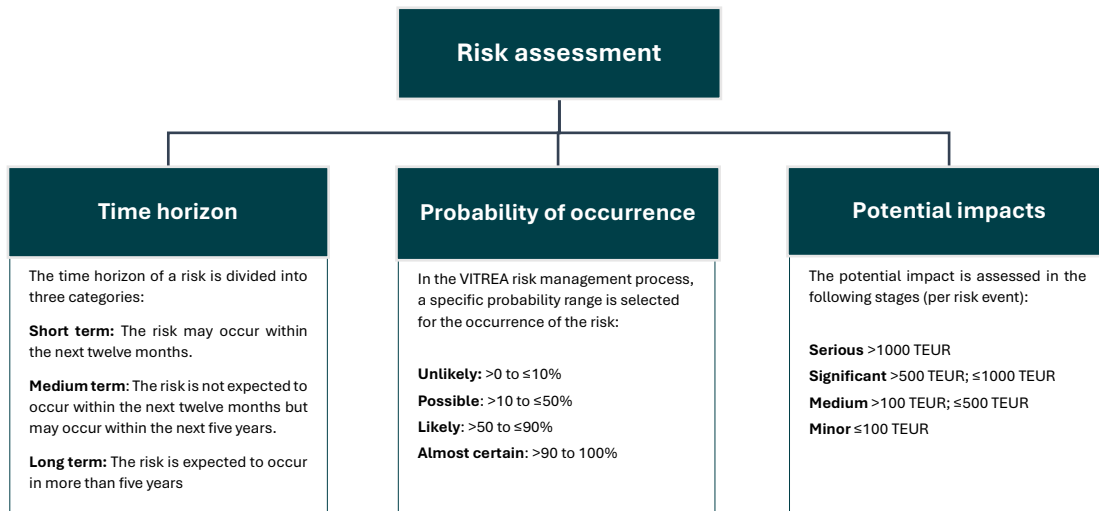 Risk assessment
Time horizon
The time horizon of a risk is divided into
three categories:
Short term: The risk may occur within
the next twelve months.
Medium term: The risk is not expected to
occur within the next twelve months but
may occur within the next five years.
Long term: The risk is expected to occur
in more than five years
Probability of occurrence
In the VITREA risk management process,
a specific probability range is selected
for the occurrence of the risk:
Unlikely: >0 to ≤10%
Possible: >10 to ≤50%
Likely: >50 to ≤90%
Almost certain: >90 to 100%
Potential impacts
The potential impact is assessed in the
following stages (per risk event):
Serious >1000 TEUR
Significant >500 TEUR; ≤1000 TEUR
Medium >100 TEUR; ≤500 TEUR
Minor ≤100 TEUR